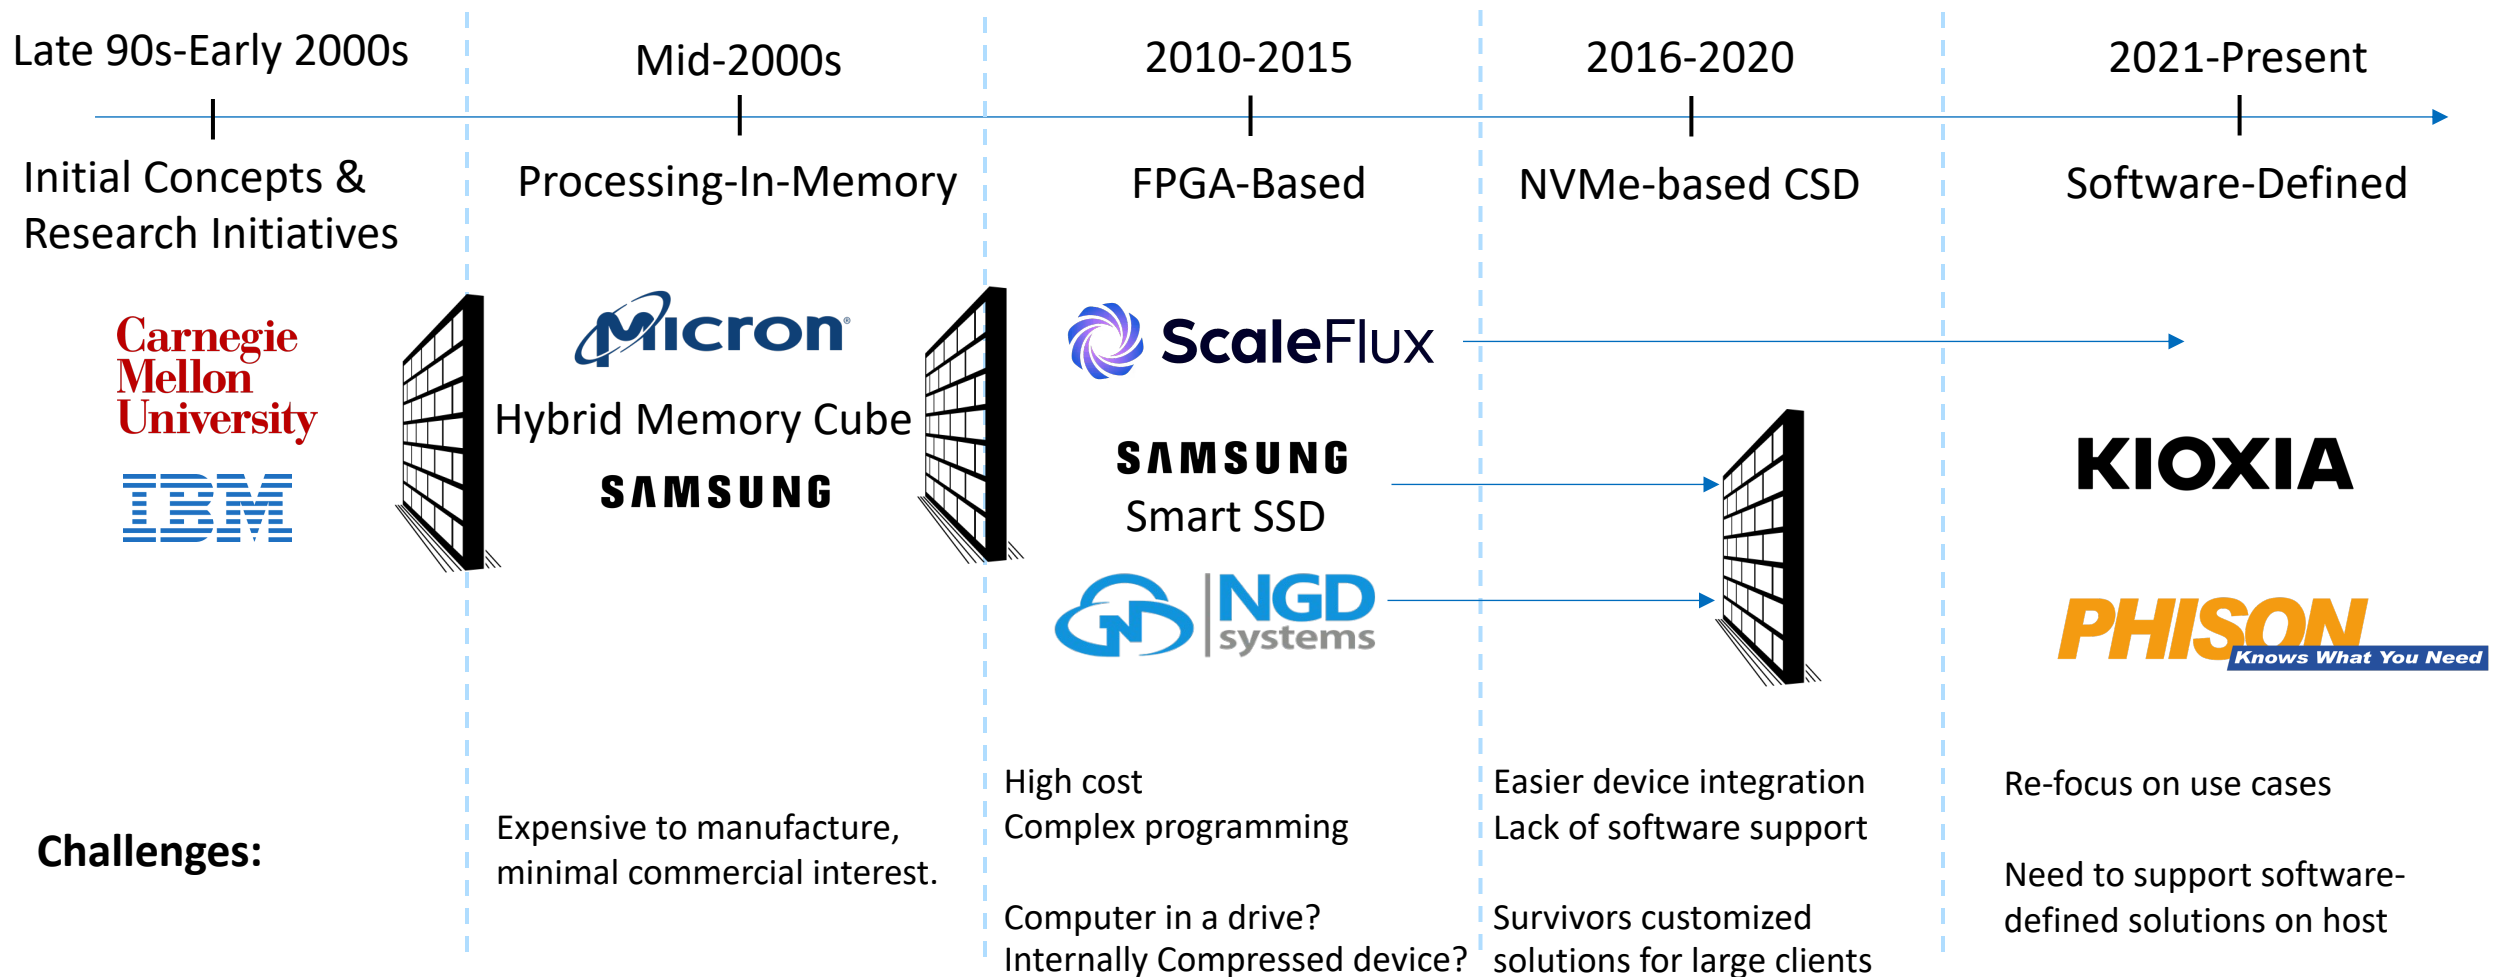 Late 90s-Early 2000s
Mid-2000s
2010-2015
2016-2020
2021-Present
Initial Concepts &
Research Initiatives
Processing-In-Memory
FPGA-Based
NVMe-based CSD
Software-Defined
Carnegie
Mellon
University
IBM
Micron®
Hybrid Memory Cube
SAMSUNG
ScaleFlux
SAMSUNG
Smart SSD
NGD
systems
KIOXIA
PHISON
Knows What You Need
Challenges:
Expensive to manufacture,
minimal commercial interest.
High cost
Complex programming
Computer in a drive?
Internally Compressed device?
Easier device integration
Lack of software support
Survivors customized
solutions for large clients
Re-focus on use cases
Need to support software-
defined solutions on host